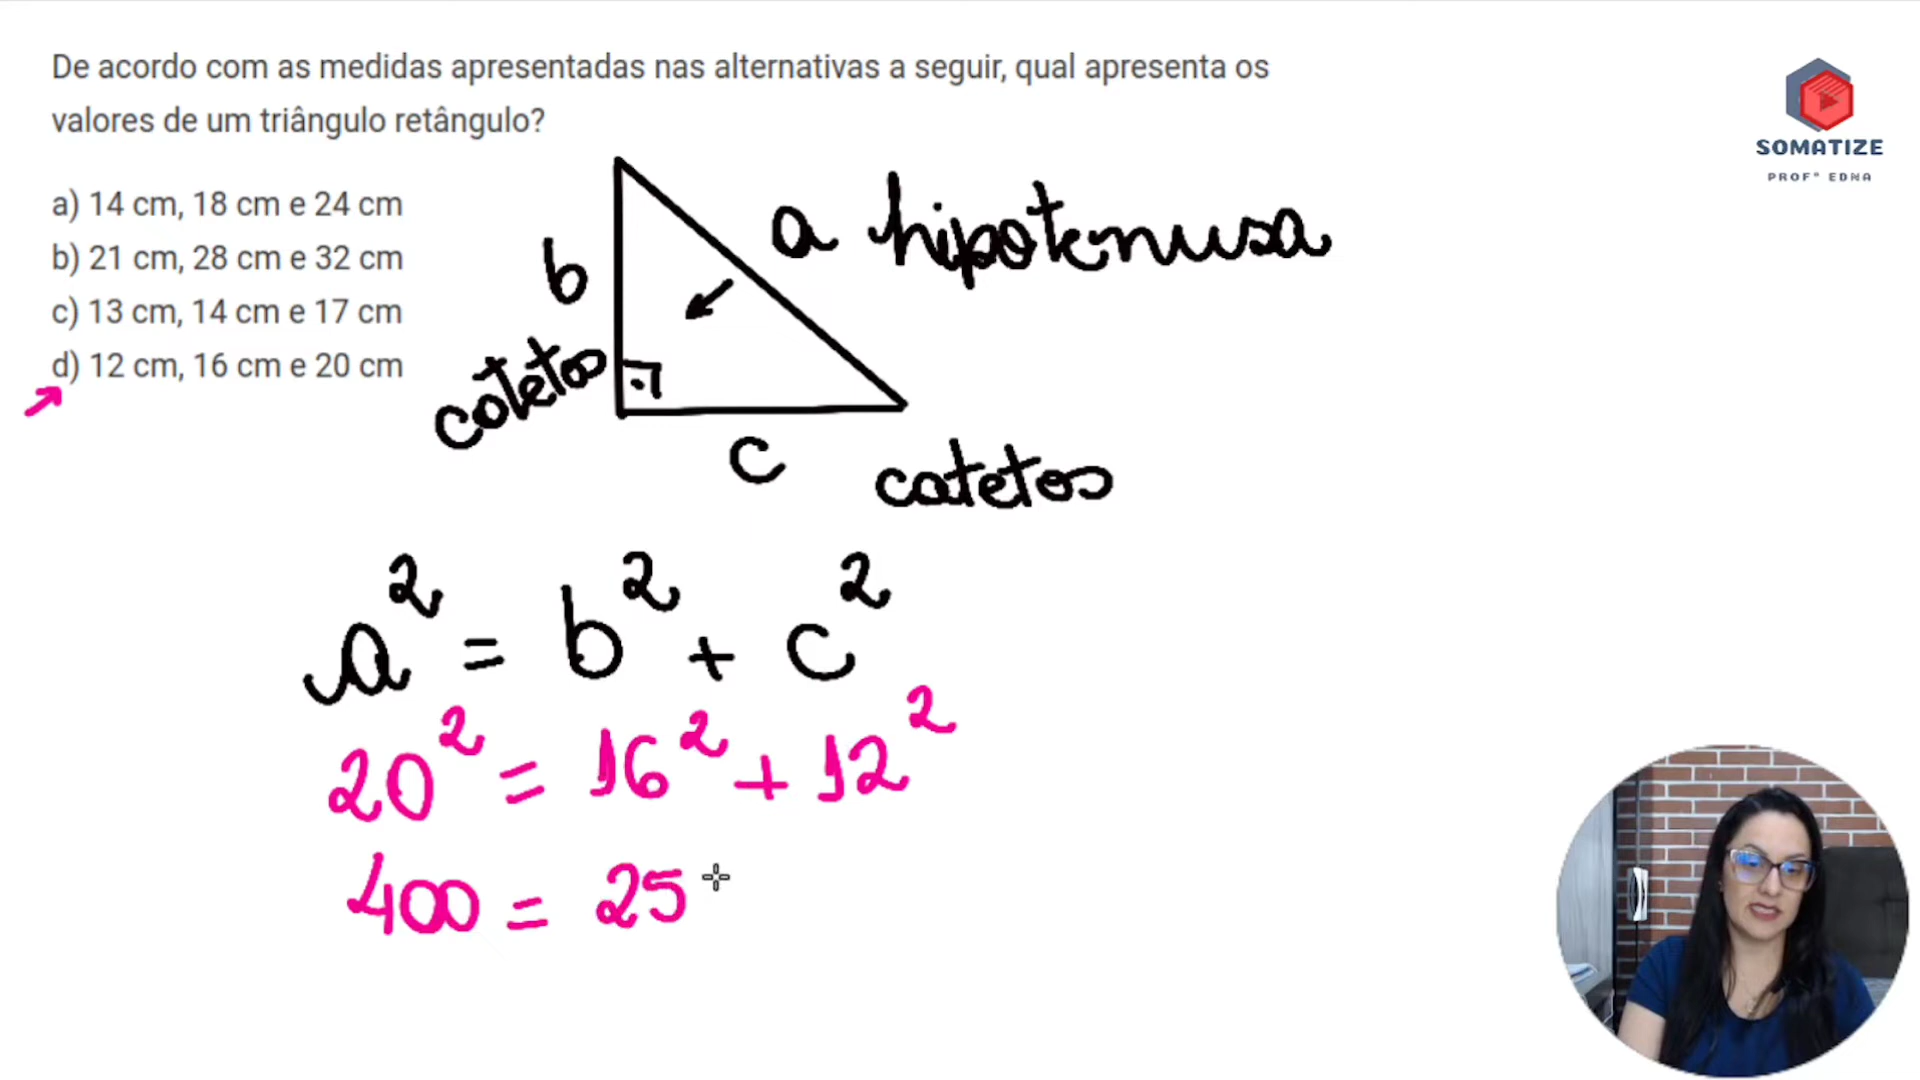 De acordo com as medidas apresentadas nas alternativas a seguir, qual apresenta os
valores de um triângulo retângulo?
SOMATIZE
PROFª EDNA
a) 14 cm, 18 cm e 24 cm
b) 21 cm, 28 cm e 32 cm
c) 13 cm, 14 cm e 17 cm
d) 12 cm, 16 cm e 20 cm
a hipotenusa
b
catetos
c
catetos
a² = b² + c²
20² = 16² + 12²
400 = 25